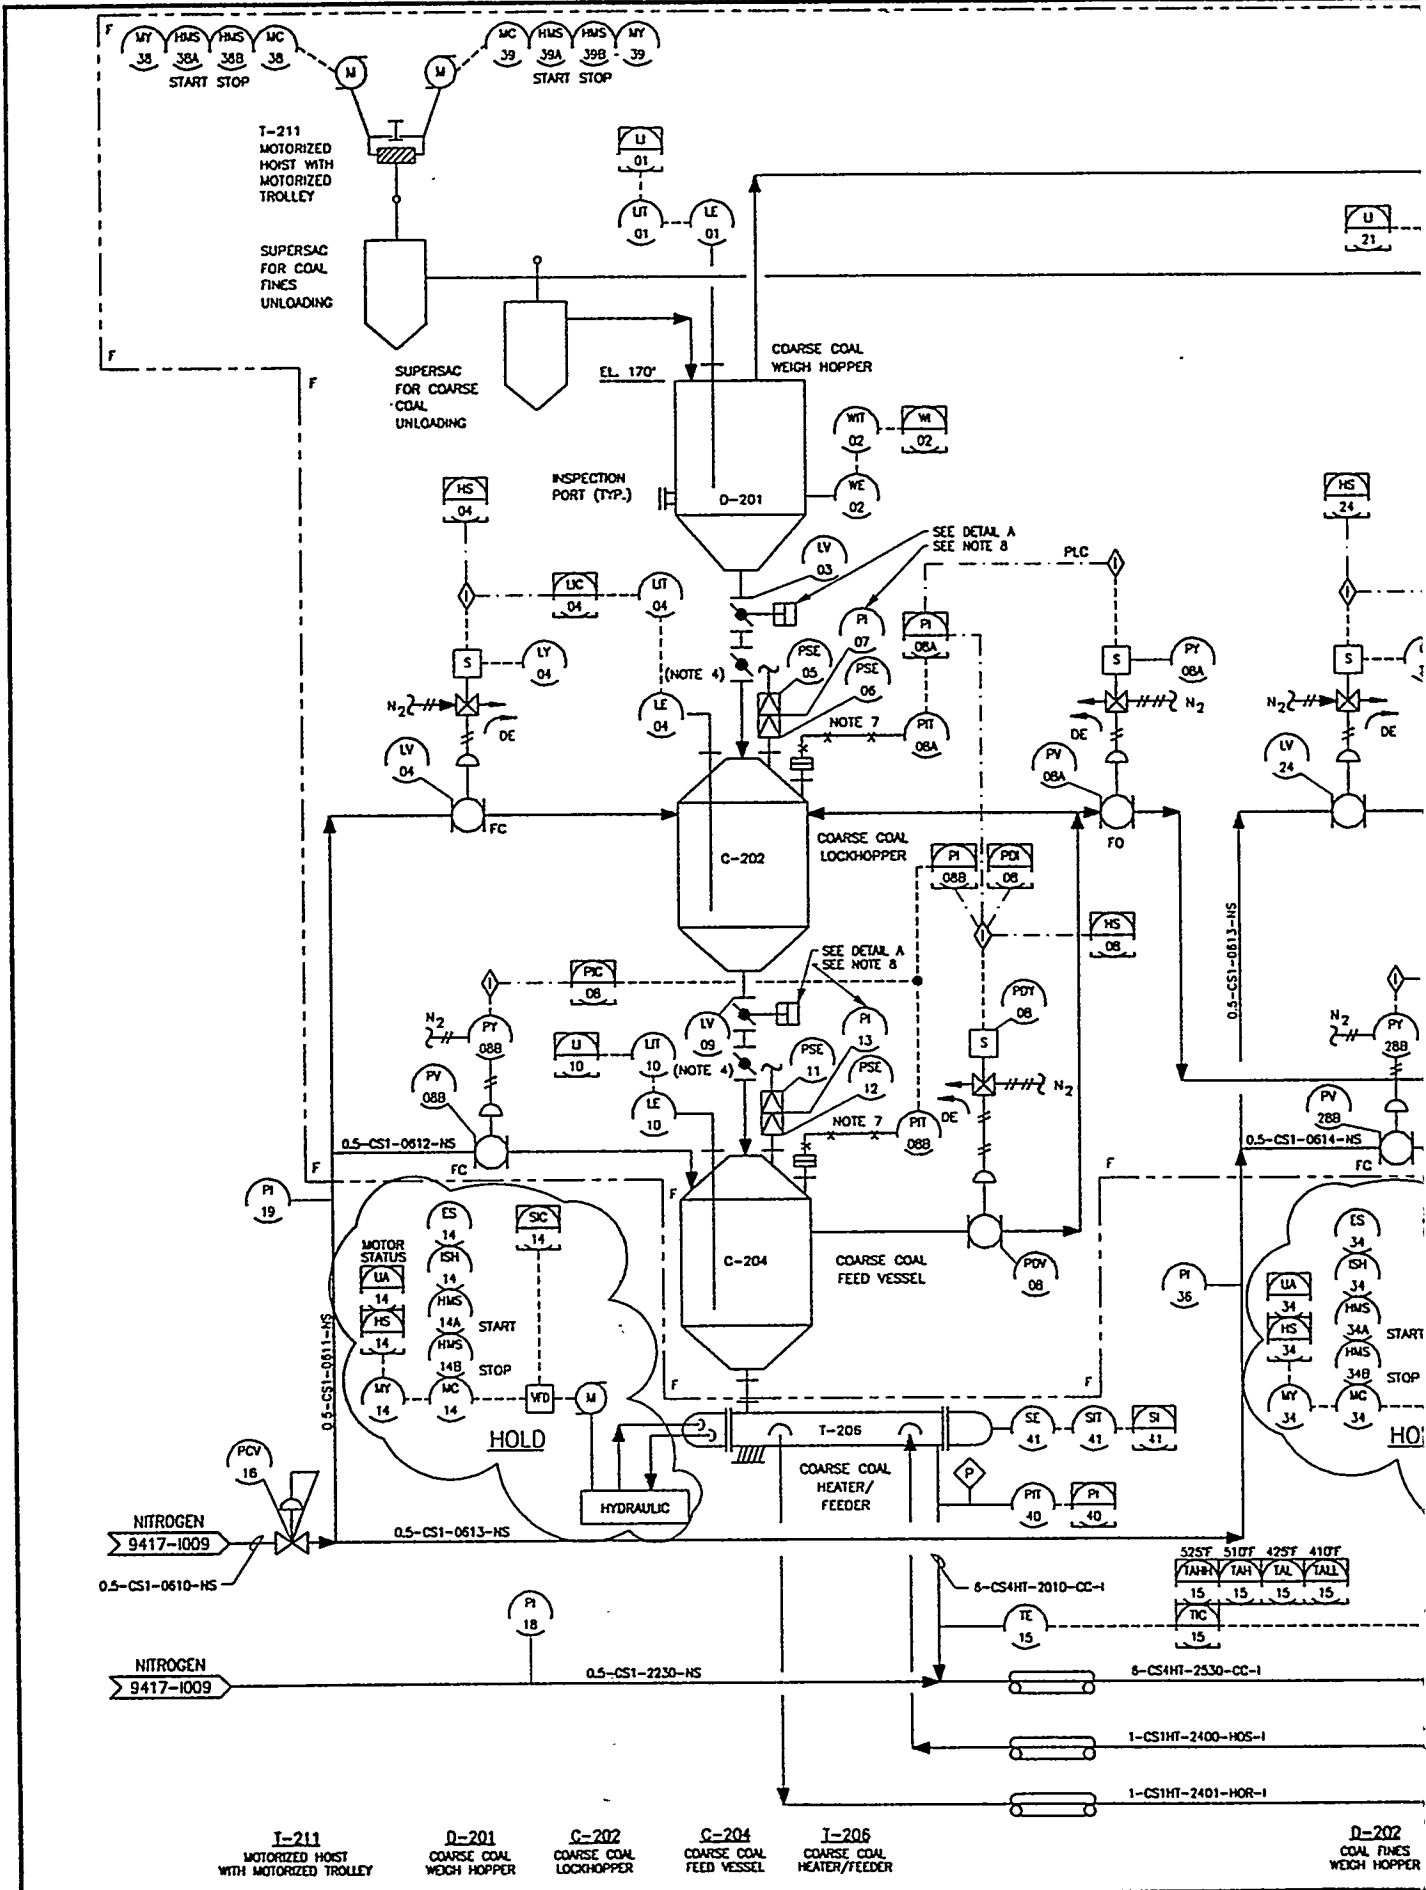 F
MY
38
HMS
38A
HMS
38B
MC
38
START STOP
M
M
MC
39
HMS
39A
HMS
39B
MY
39
START STOP
T-211
MOTORIZED
HOIST WITH
MOTORIZED
TROLLEY
LI
01
LIT
01
LE
01
LI
21
SUPERSAC
FOR COAL
FINES
UNLOADING
F
F
SUPERSAC
FOR COARSE
COAL
UNLOADING
EL. 170'
COARSE COAL
WEIGH HOPPER
WIT
02
WI
02
WE
02
INSPECTION
PORT (TYP.)
D-201
HS
04
HS
24
SEE DETAIL A
SEE NOTE 8
LV
03
PLC
I
LIC
04
LIT
04
I
I
PI
07
PI
08A
S
LY
04
(NOTE 4)
PSE
05
PSE
06
S
PY
08A
S
N2
DE
LE
04
NOTE 7
PIT
08A
DE
N2
N2
DE
LV
04
FC
PV
08A
FO
LV
24
C-202
COARSE COAL
LOCKHOPPER
PI
08B
PDI
08
I
HS
08
0.5-CS1-0613-NS
SEE DETAIL A
SEE NOTE 8
I
PIC
08
I
N2
PY
08B
LI
10
LIT
10
LV
09
(NOTE 4)
PI
13
PDY
08
S
N2
PY
28B
PV
08B
LE
10
PSE
11
PSE
12
NOTE 7
PIT
08B
DE
N2
PV
28B
0.5-CS1-0612-NS
FC
0.5-CS1-0614-NS
FC
F
F
F
PI
19
ES
14
SIC
14
MOTOR
STATUS
UA
14
ISH
14
HS
14
HMS
14A
START
HMS
14B
STOP
MY
14
MC
14
VFD
M
HOLD
0.5-CS1-0611-NS
C-204
COARSE COAL
FEED VESSEL
PDV
08
PI
36
ES
34
UA
34
ISH
34
HS
34
HMS
34A
START
HMS
34B
STOP
MY
34
MC
34
F
F
T-206
SE
41
SIT
41
SI
41
PCV
16
HYDRAULIC
COARSE COAL
HEATER/
FEEDER
P
PIT
40
PI
40
NITROGEN
9417-I009
0.5-CS1-0613-NS
0.5-CS1-0610-NS
6-CS4HT-2010-CC-I
525°F 510°F 425°F 410°F
TAHH
15
TAH
15
TAL
15
TALL
15
PI
18
TE
15
TIC
15
NITROGEN
9417-I009
0.5-CS1-2230-NS
8-CS4HT-2530-CC-I
1-CS1HT-2400-HOS-I
1-CS1HT-2401-HOR-I
T-211
MOTORIZED HOIST
WITH MOTORIZED TROLLEY
D-201
COARSE COAL
WEIGH HOPPER
C-202
COARSE COAL
LOCKHOPPER
C-204
COARSE COAL
FEED VESSEL
T-206
COARSE COAL
HEATER/FEEDER
D-202
COAL FINES
WEIGH HOPPER